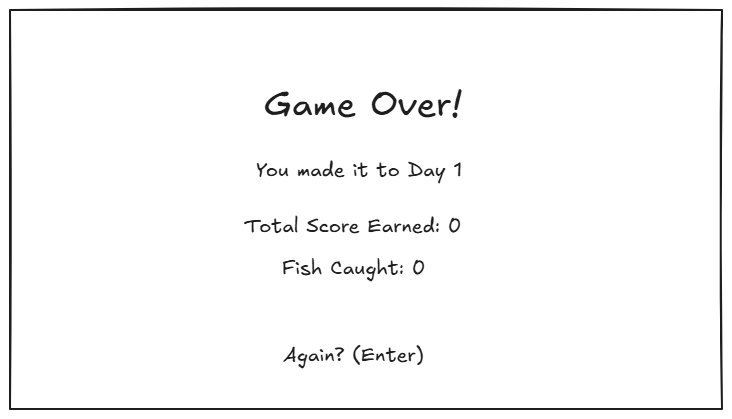 Game Over!
You made it to Day 1
Total Score Earned: 0
Fish Caught: 0
Again? (Enter)